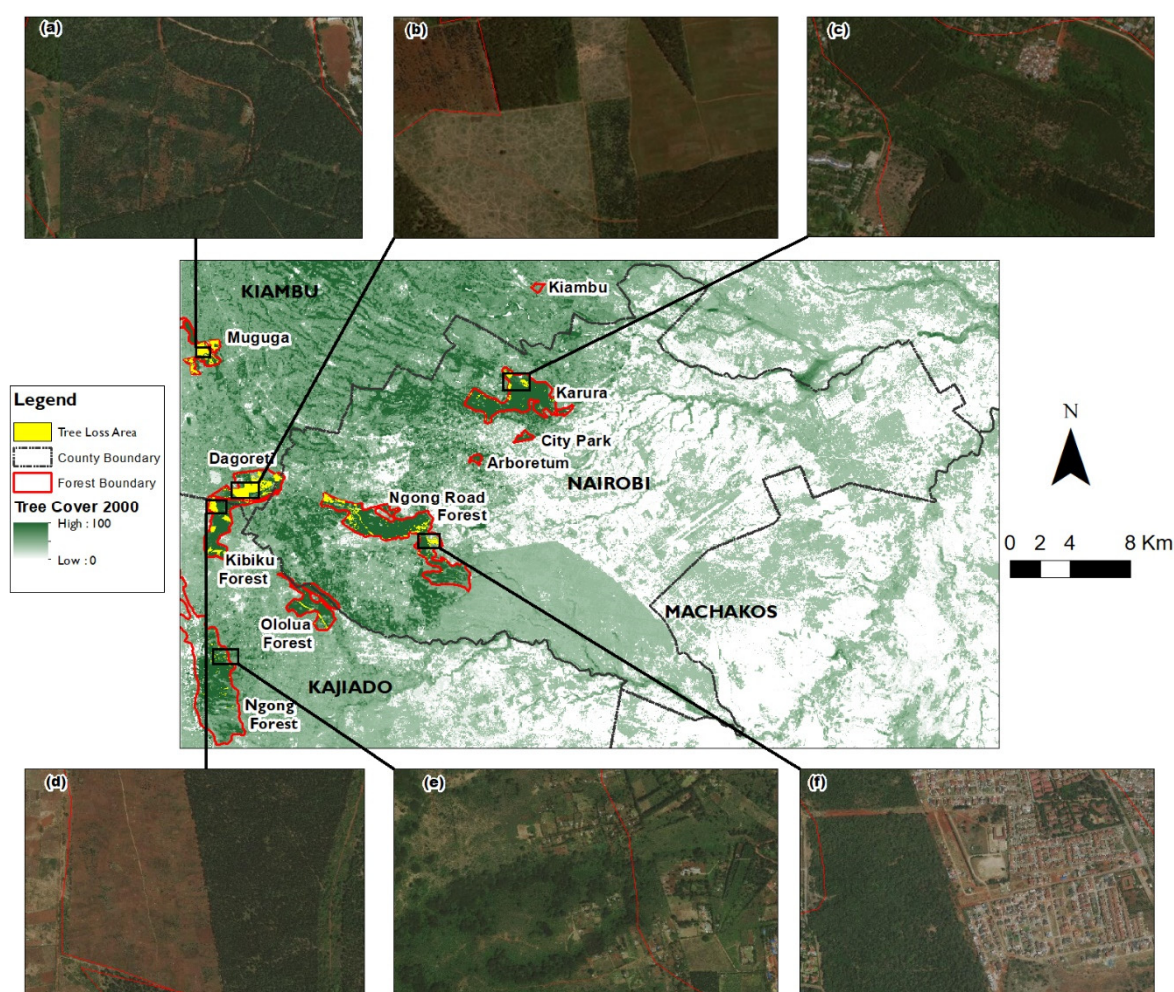 (a)
(b)
(c)
KIAMBU
Kiambu
Muguga
Karura
City Park
Arboretum
NAIROBI
Dagoreti
Ngong Road
Forest
Kibiku
Forest
Ololua
Forest
MACHAKOS
KAJIADO
Ngong
Forest
Legend
Tree Loss Area
County Boundary
Forest Boundary
Tree Cover 2000
High : 100
Low : 0
N
0 2 4 8 Km
(d)
(e)
(f)